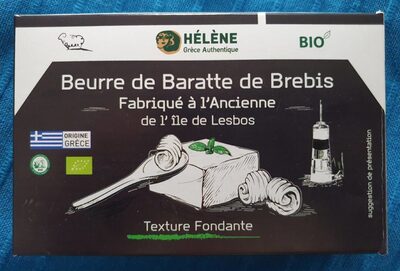 HÉLÈNE
Grèce Authentique
BIO
Beurre de Baratte de Brebis
Fabriqué à l'Ancienne
de l' île de Lesbos
ORIGINE
GRÈCE
Texture Fondante
suggestion de présentation